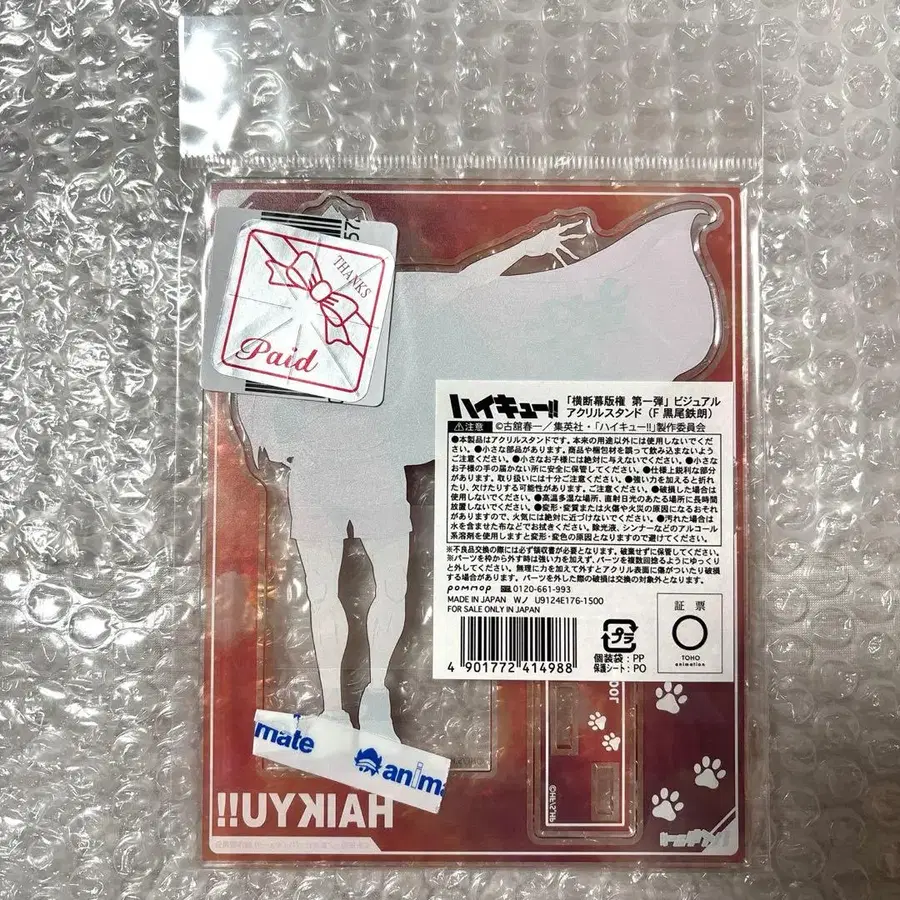 57
THANKS
Paid
ハイキュー!!
「横断幕版権 第一弾」ビジュアル
アクリルスタンド(F 黒尾鉄朗)
⚠注意 ©古舘春一／集英社・「ハイキュー!!」製作委員会
●本製品はアクリルスタンドです。本来の用途以外には使用しないでくだ
さい。●小さな部品があります。商品や梱包材を誤って飲み込まないよう
ご注意ください。●小さなお子様には絶対に与えないでください。●小さな
お子様の手の届かない所に安全に保管してください。●仕様上鋭利な部分
があります。取り扱いには十分ご注意ください。●強い力を加えると折れ
たり、欠けたりする可能性があります。ご注意ください。●破損した場合は
使用しないでください。●高温多湿な場所、直射日光のあたる場所に長時間
放置しないでください。●変形・変質または火傷や火災の原因になるおそれ
がありますので、火気には絶対に近づけないでください。●汚れた場合は
水を含ませた布などでお拭きください。除光液、シンナーなどのアルコール
系溶剤を使用しますと変形・変色の原因となりますので避けてください。
※不良品交換の際には必ず領収書が必要となります。破棄せずに保管してください。
※パーツを枠から外す時は強い力を加えず、パーツを複数回捻るようにゆっくり
と外してください。無理に力を加えて外すとアクリル表面に傷がついたり破損
する場合があります。パーツを外した際の破損は交換の対象外となります。
pommop 0120-661-993
MADE IN JAPAN WJ U9124E176-1500
FOR SALE ONLY IN JAPAN
4 901772 414988
プラ
個装袋：PP
保護シート：PO
証 票
TOHO
animation
mate
anima
HAIKYU!!